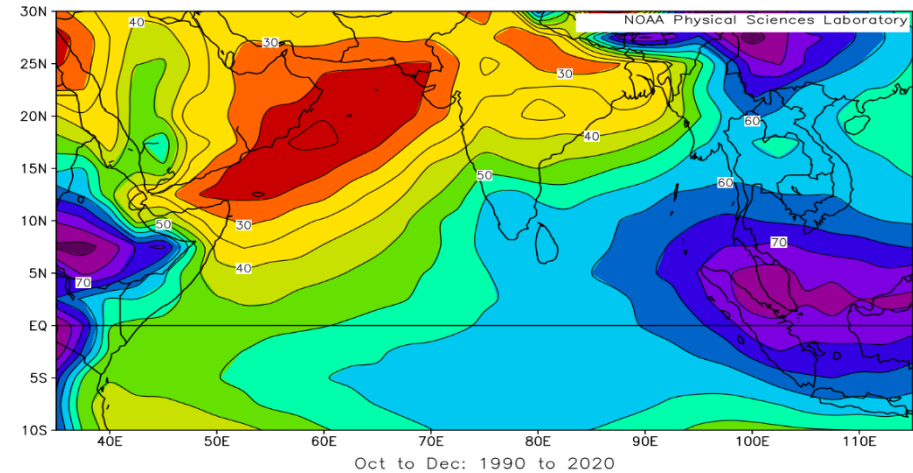 NOAA Physical Sciences Laboratory
30N
25N
20N
15N
10N
5N
EQ
5S
10S
40
30
30
40
50
60
60
50
30
40
70
70
40E
50E
60E
70E
80E
90E
100E
110E
Oct to Dec: 1990 to 2020